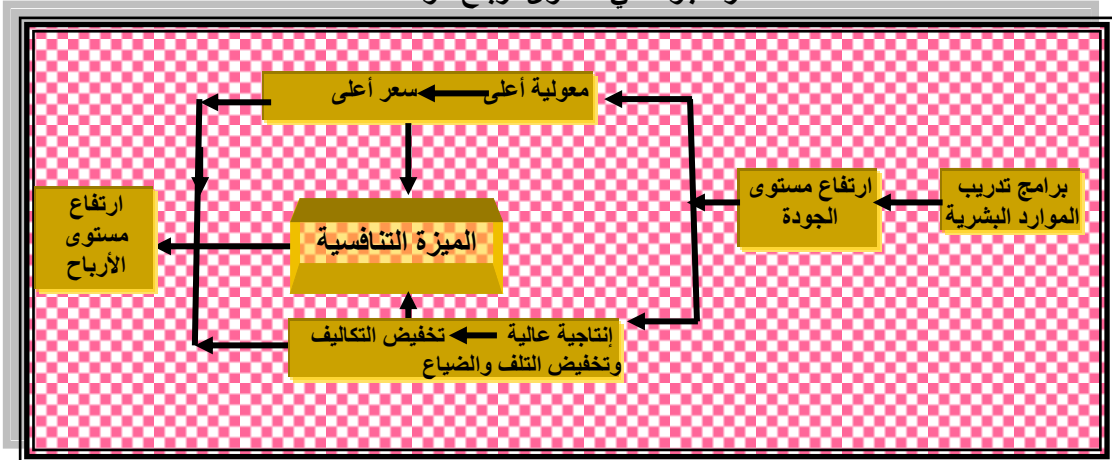 برامج تدريب
الموارد البشرية
ارتفاع مستوى
الجودة
معولية أعلى سعر أعلى
الميزة التنافسية
إنتاجية عالية تخفيض التكاليف
وتخفيض التلف والضياع
ارتفاع
مستوى
الأرباح